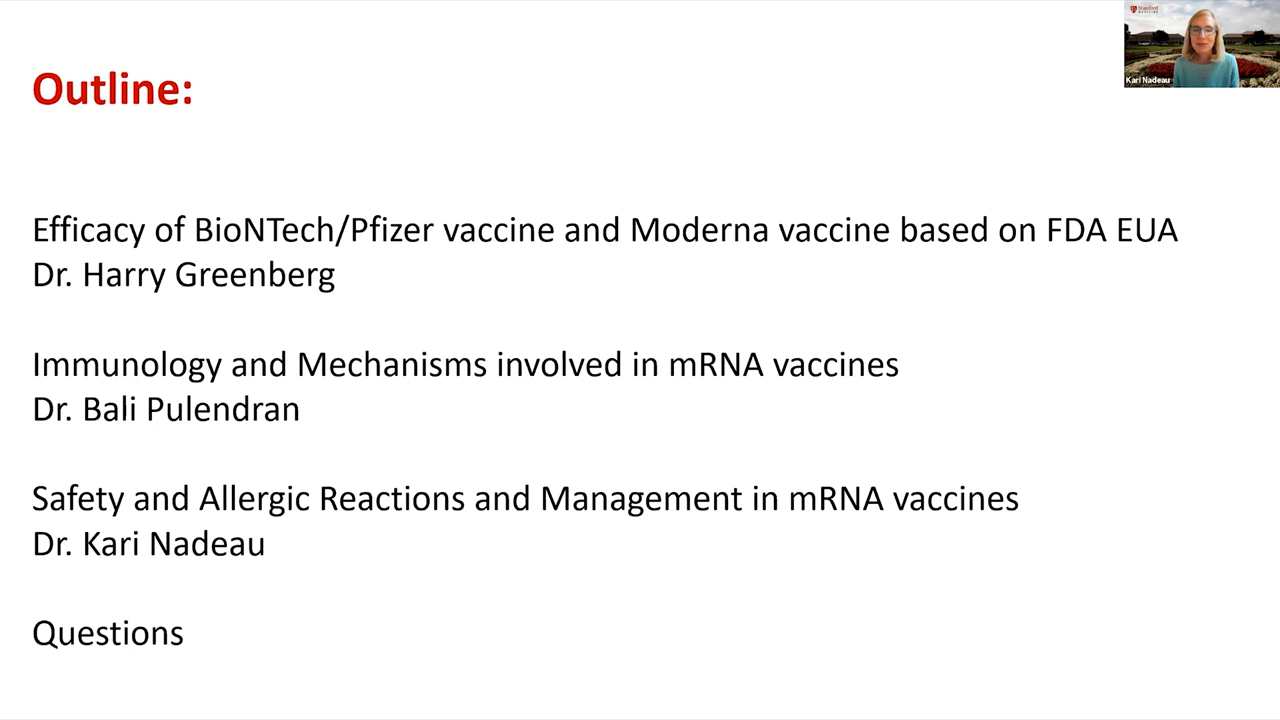 Stanford
MEDICINE
Kari Nadeau
Outline:
Efficacy of BioNTech/Pfizer vaccine and Moderna vaccine based on FDA EUA
Dr. Harry Greenberg
Immunology and Mechanisms involved in mRNA vaccines
Dr. Bali Pulendran
Safety and Allergic Reactions and Management in mRNA vaccines
Dr. Kari Nadeau
Questions